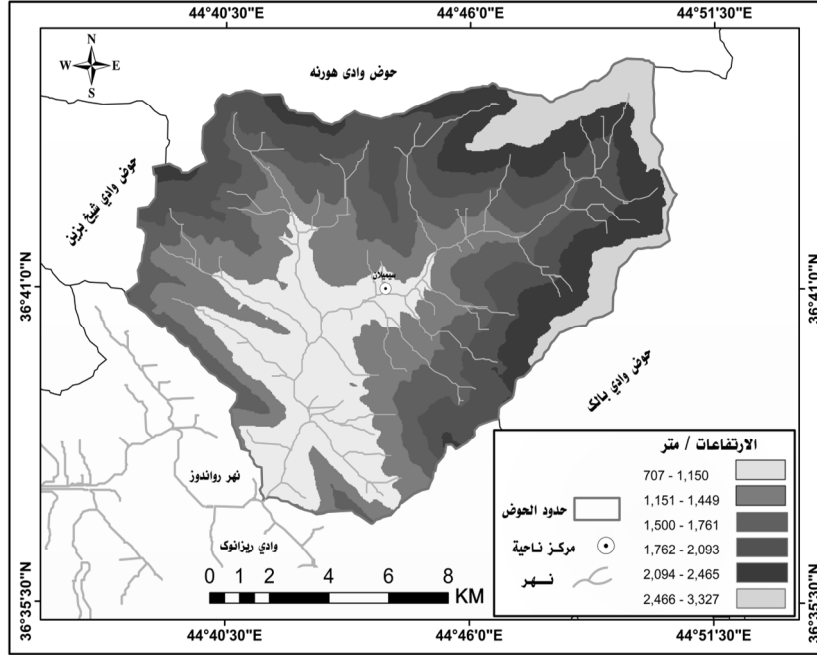 44°40'30"E
44°46'0"E
44°51'30"E
N
W
E
S
حوض وادي هورنه
حوض وادي شيخ بزين
سيميلان
36°41'0"N
36°41'0"N
حوض وادي بالك
نهر رواندوز
وادي ريزانوك
الارتفاعات / متر
707 - 1,150
1,151 - 1,449
1,500 - 1,761
1,762 - 2,093
2,094 - 2,465
2,466 - 3,327
حدود الحوض
مركز ناحية
نهر
0 1 2 4 6 8
KM
36°35'30"N
36°35'30"N
44°40'30"E
44°46'0"E
44°51'30"E